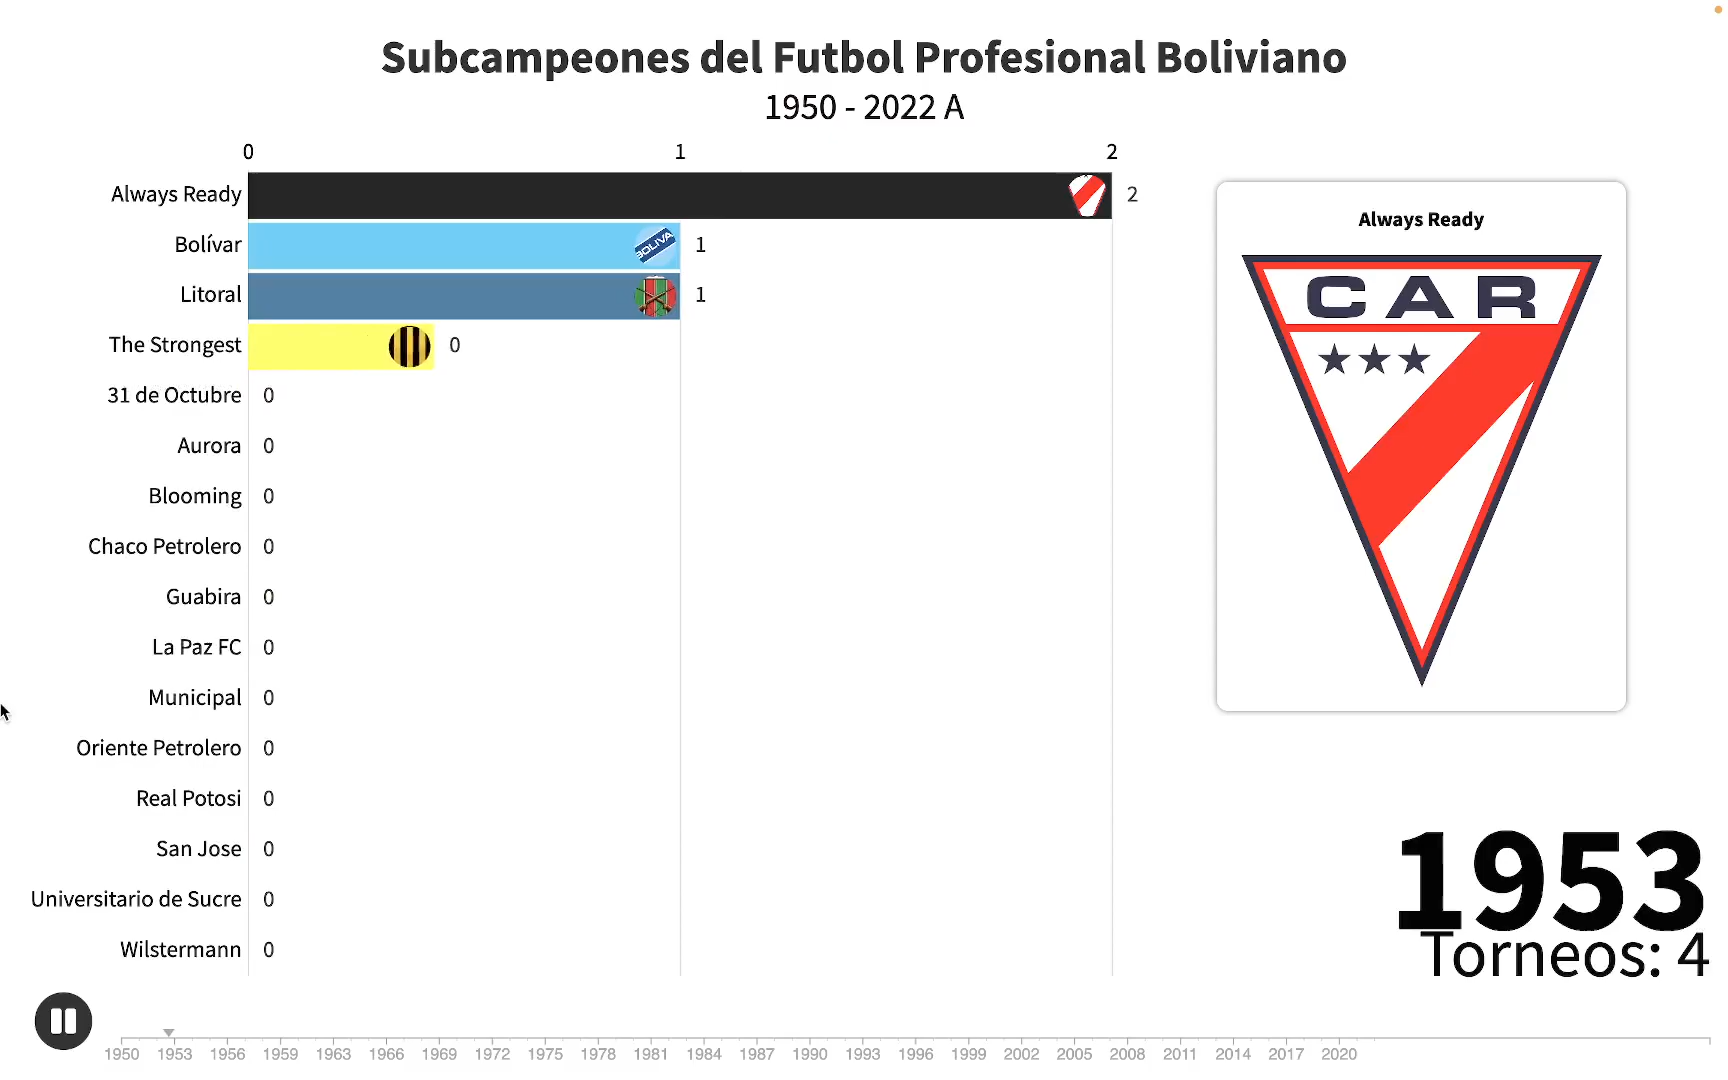 Subcampeones del Futbol Profesional Boliviano
1950 - 2022 A
0 1 2
Always Ready 2
Bolívar BOLIVA 1
Litoral 1
The Strongest 0
31 de Octubre 0
Aurora 0
Blooming 0
Chaco Petrolero 0
Guabira 0
La Paz FC 0
Municipal 0
Oriente Petrolero 0
Real Potosi 0
San Jose 0
Universitario de Sucre 0
Wilstermann 0
Always Ready
CAR
1953
Torneos: 4
1950 1953 1956 1959 1963 1966 1969 1972 1975 1978 1981 1984 1987 1990 1993 1996 1999 2002 2005 2008 2011 2014 2017 2020